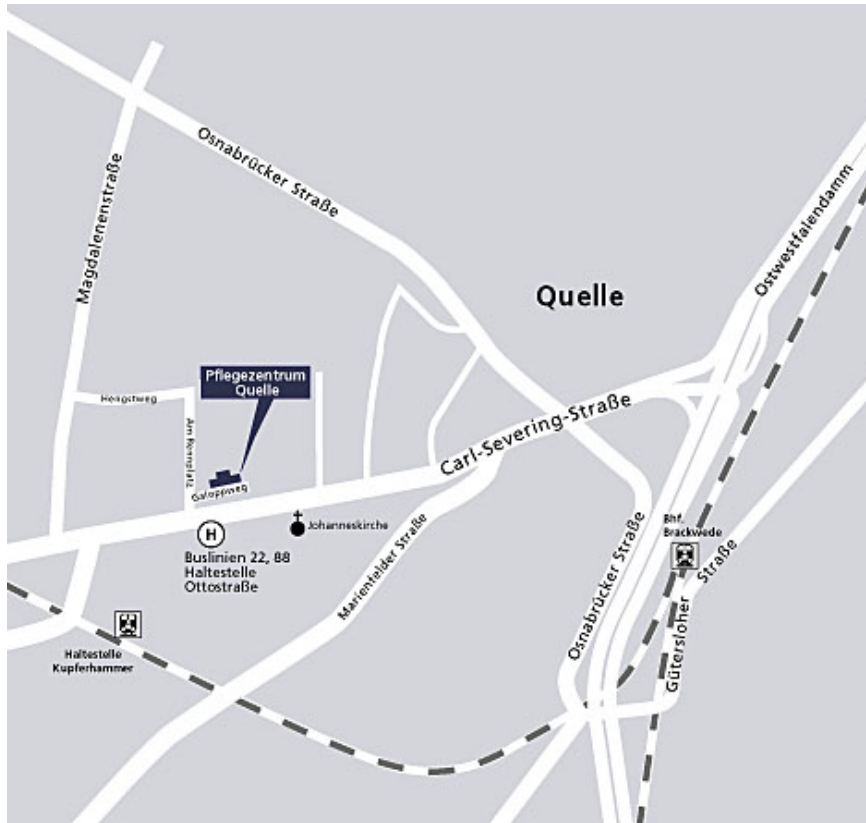 Osnabrücker Straße
Magdalenenstraße
Ostwestfalendamm
Quelle
Pflegezentrum
Quelle
Hengstweg
Am Rennplatz
Galoppweg
Carl-Severing-Straße
H
Buslinien 22, 88
Haltestelle
Ottostraße
Johanneskirche
Marienfelder Straße
Osnabrücker Straße
Bhf.
Brackwede
Gütersloher Straße
Haltestelle
Kupferhammer